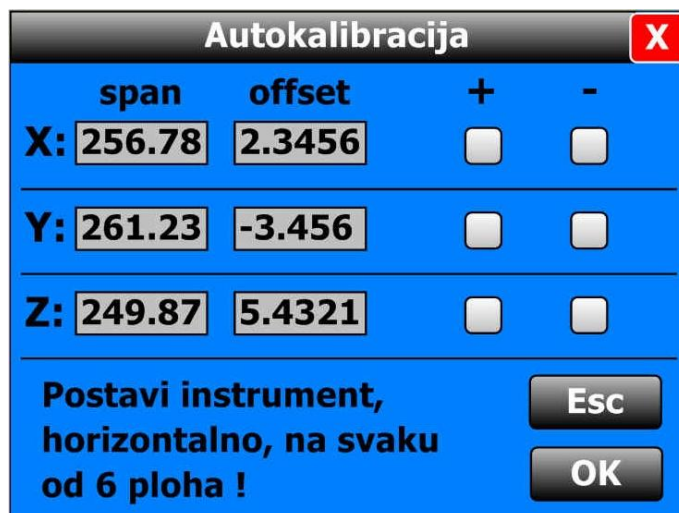 Autokalibracija X
span offset + -
X: 256.78 2.3456
Y: 261.23 -3.456
Z: 249.87 5.4321
Postavi instrument,
horizontalno, na svaku
od 6 ploha !
Esc
OK